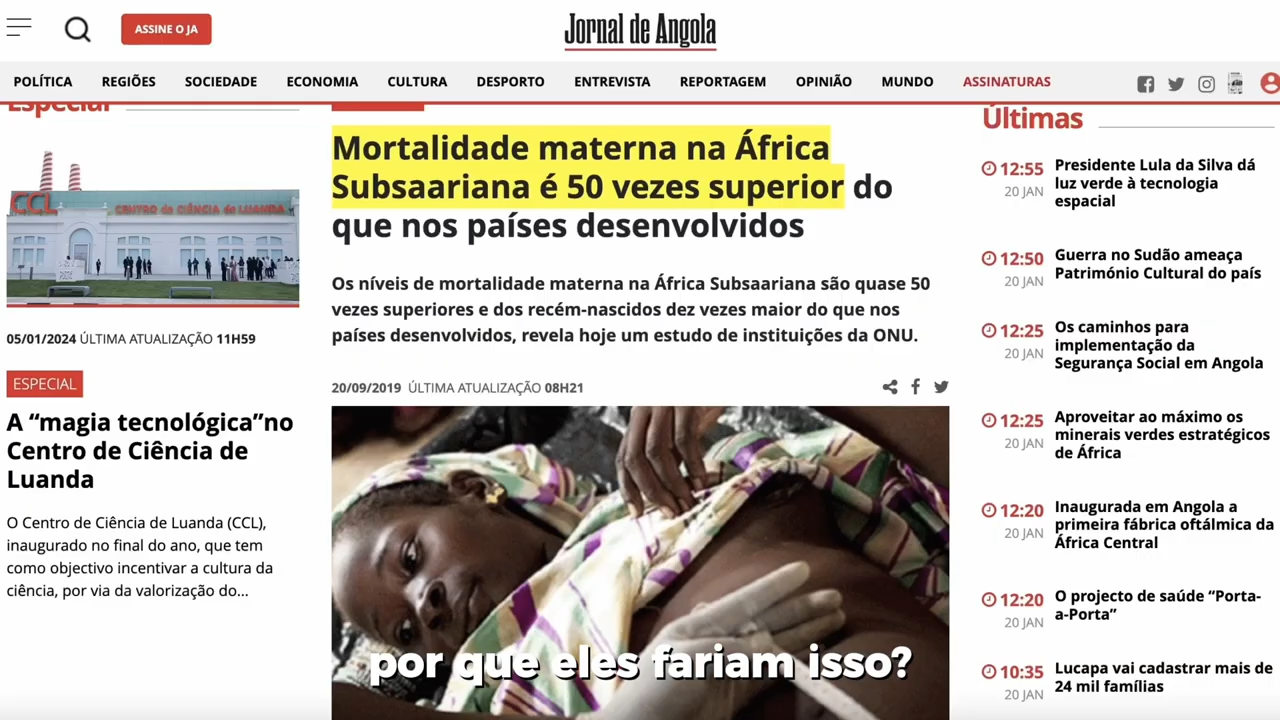 ASSINE O JA
Jornal de Angola
POLÍTICA REGIÕES SOCIEDADE ECONOMIA CULTURA DESPORTO ENTREVISTA REPORTAGEM OPINIÃO MUNDO ASSINATURAS
Especial
CCL CENTRO de CIÊNCIA de LUANDA
05/01/2024 ÚLTIMA ATUALIZAÇÃO 11H59
ESPECIAL
A “magia tecnológica”no
Centro de Ciência de
Luanda
O Centro de Ciência de Luanda (CCL),
inaugurado no final do ano, que tem
como objectivo incentivar a cultura da
ciência, por via da valorização do...
Mortalidade materna na África
Subsaariana é 50 vezes superior do
que nos países desenvolvidos
Os níveis de mortalidade materna na África Subsaariana são quase 50
vezes superiores e dos recém-nascidos dez vezes maior do que nos
países desenvolvidos, revela hoje um estudo de instituições da ONU.
20/09/2019 ÚLTIMA ATUALIZAÇÃO 08H21
por que eles fariam isso?
Últimas
12:55 Presidente Lula da Silva dá
20 JAN luz verde à tecnologia
espacial
12:50 Guerra no Sudão ameaça
20 JAN Património Cultural do país
12:25 Os caminhos para
20 JAN implementação da
Segurança Social em Angola
12:25 Aproveitar ao máximo os
20 JAN minerais verdes estratégicos
de África
12:20 Inaugurada em Angola a
20 JAN primeira fábrica oftálmica da
África Central
12:20 O projecto de saúde “Porta-
20 JAN a-Porta”
10:35 Lucapa vai cadastrar mais de
20 JAN 24 mil famílias